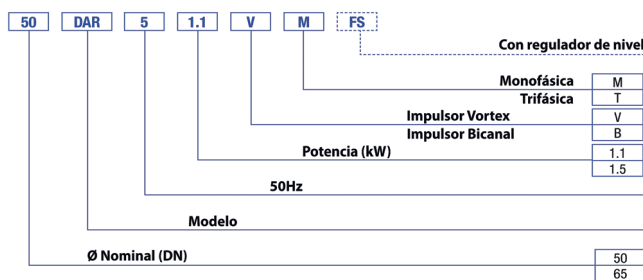 50 DAR 5 1.1 V M FS
Con regulador de nivel
Monofásica M
Trifásica T
Impulsor Vortex V
Impulsor Bicanal B
Potencia (kW) 1.1
1.5
50Hz
Modelo
Ø Nominal (DN) 50
65